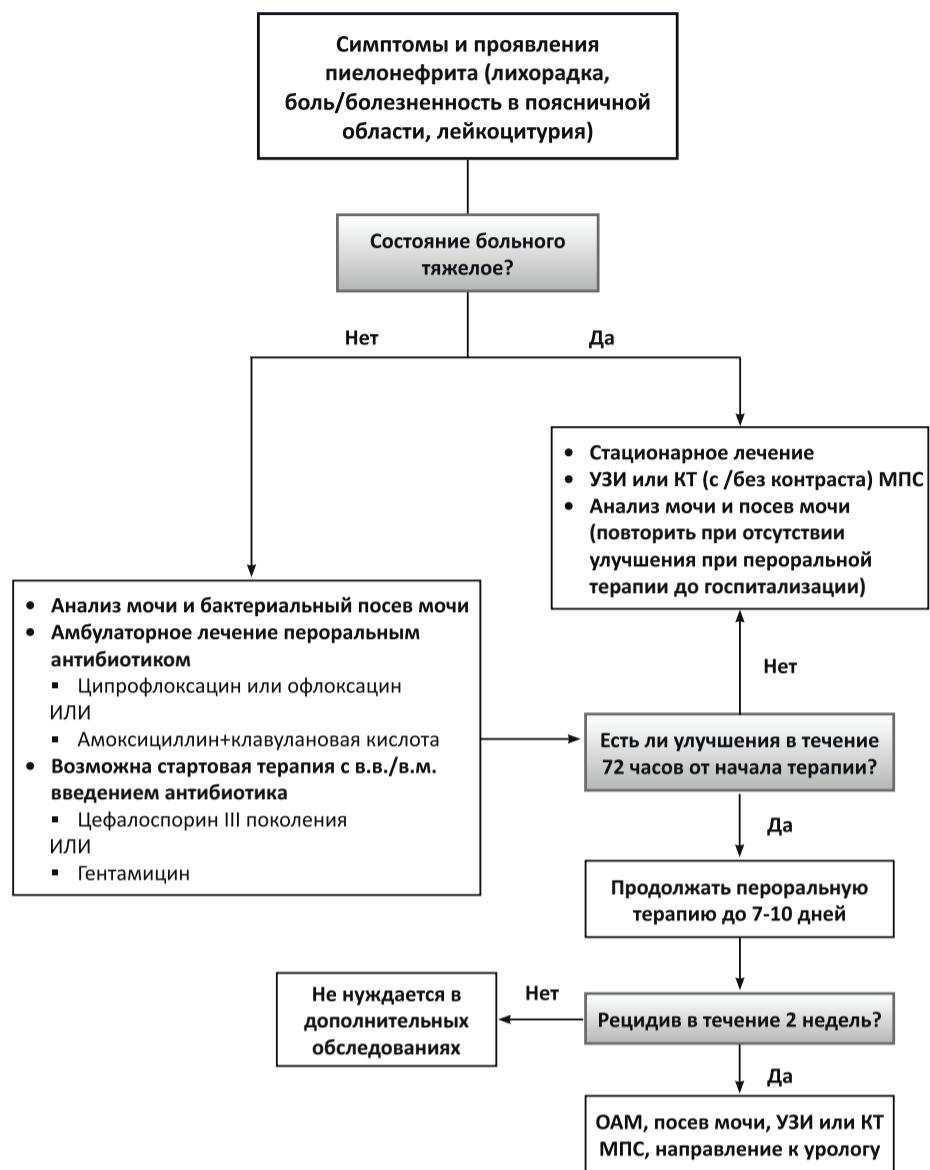 Симптомы и проявления
пиелонефрита (лихорадка,
боль/болезненность в поясничной
области, лейкоцитурия)
Состояние больного
тяжелое?
Нет
Да
• Стационарное лечение
• УЗИ или КТ (с /без контраста) МПС
• Анализ мочи и посев мочи
(повторить при отсутствии
улучшения при пероральной
терапии до госпитализации)
• Анализ мочи и бактериальный посев мочи
• Амбулаторное лечение пероральным
антибиотиком
▪ Ципрофлоксацин или офлоксацин
ИЛИ
▪ Амоксициллин+клавулановая кислота
• Возможна стартовая терапия с в.в./в.м.
введением антибиотика
▪ Цефалоспорин III поколения
ИЛИ
▪ Гентамицин
Нет
Есть ли улучшения в течение
72 часов от начала терапии?
Да
Продолжать пероральную
терапию до 7-10 дней
Рецидив в течение 2 недель?
Нет
Не нуждается в
дополнительных
обследованиях
Да
ОАМ, посев мочи, УЗИ или КТ
МПС, направление к урологу